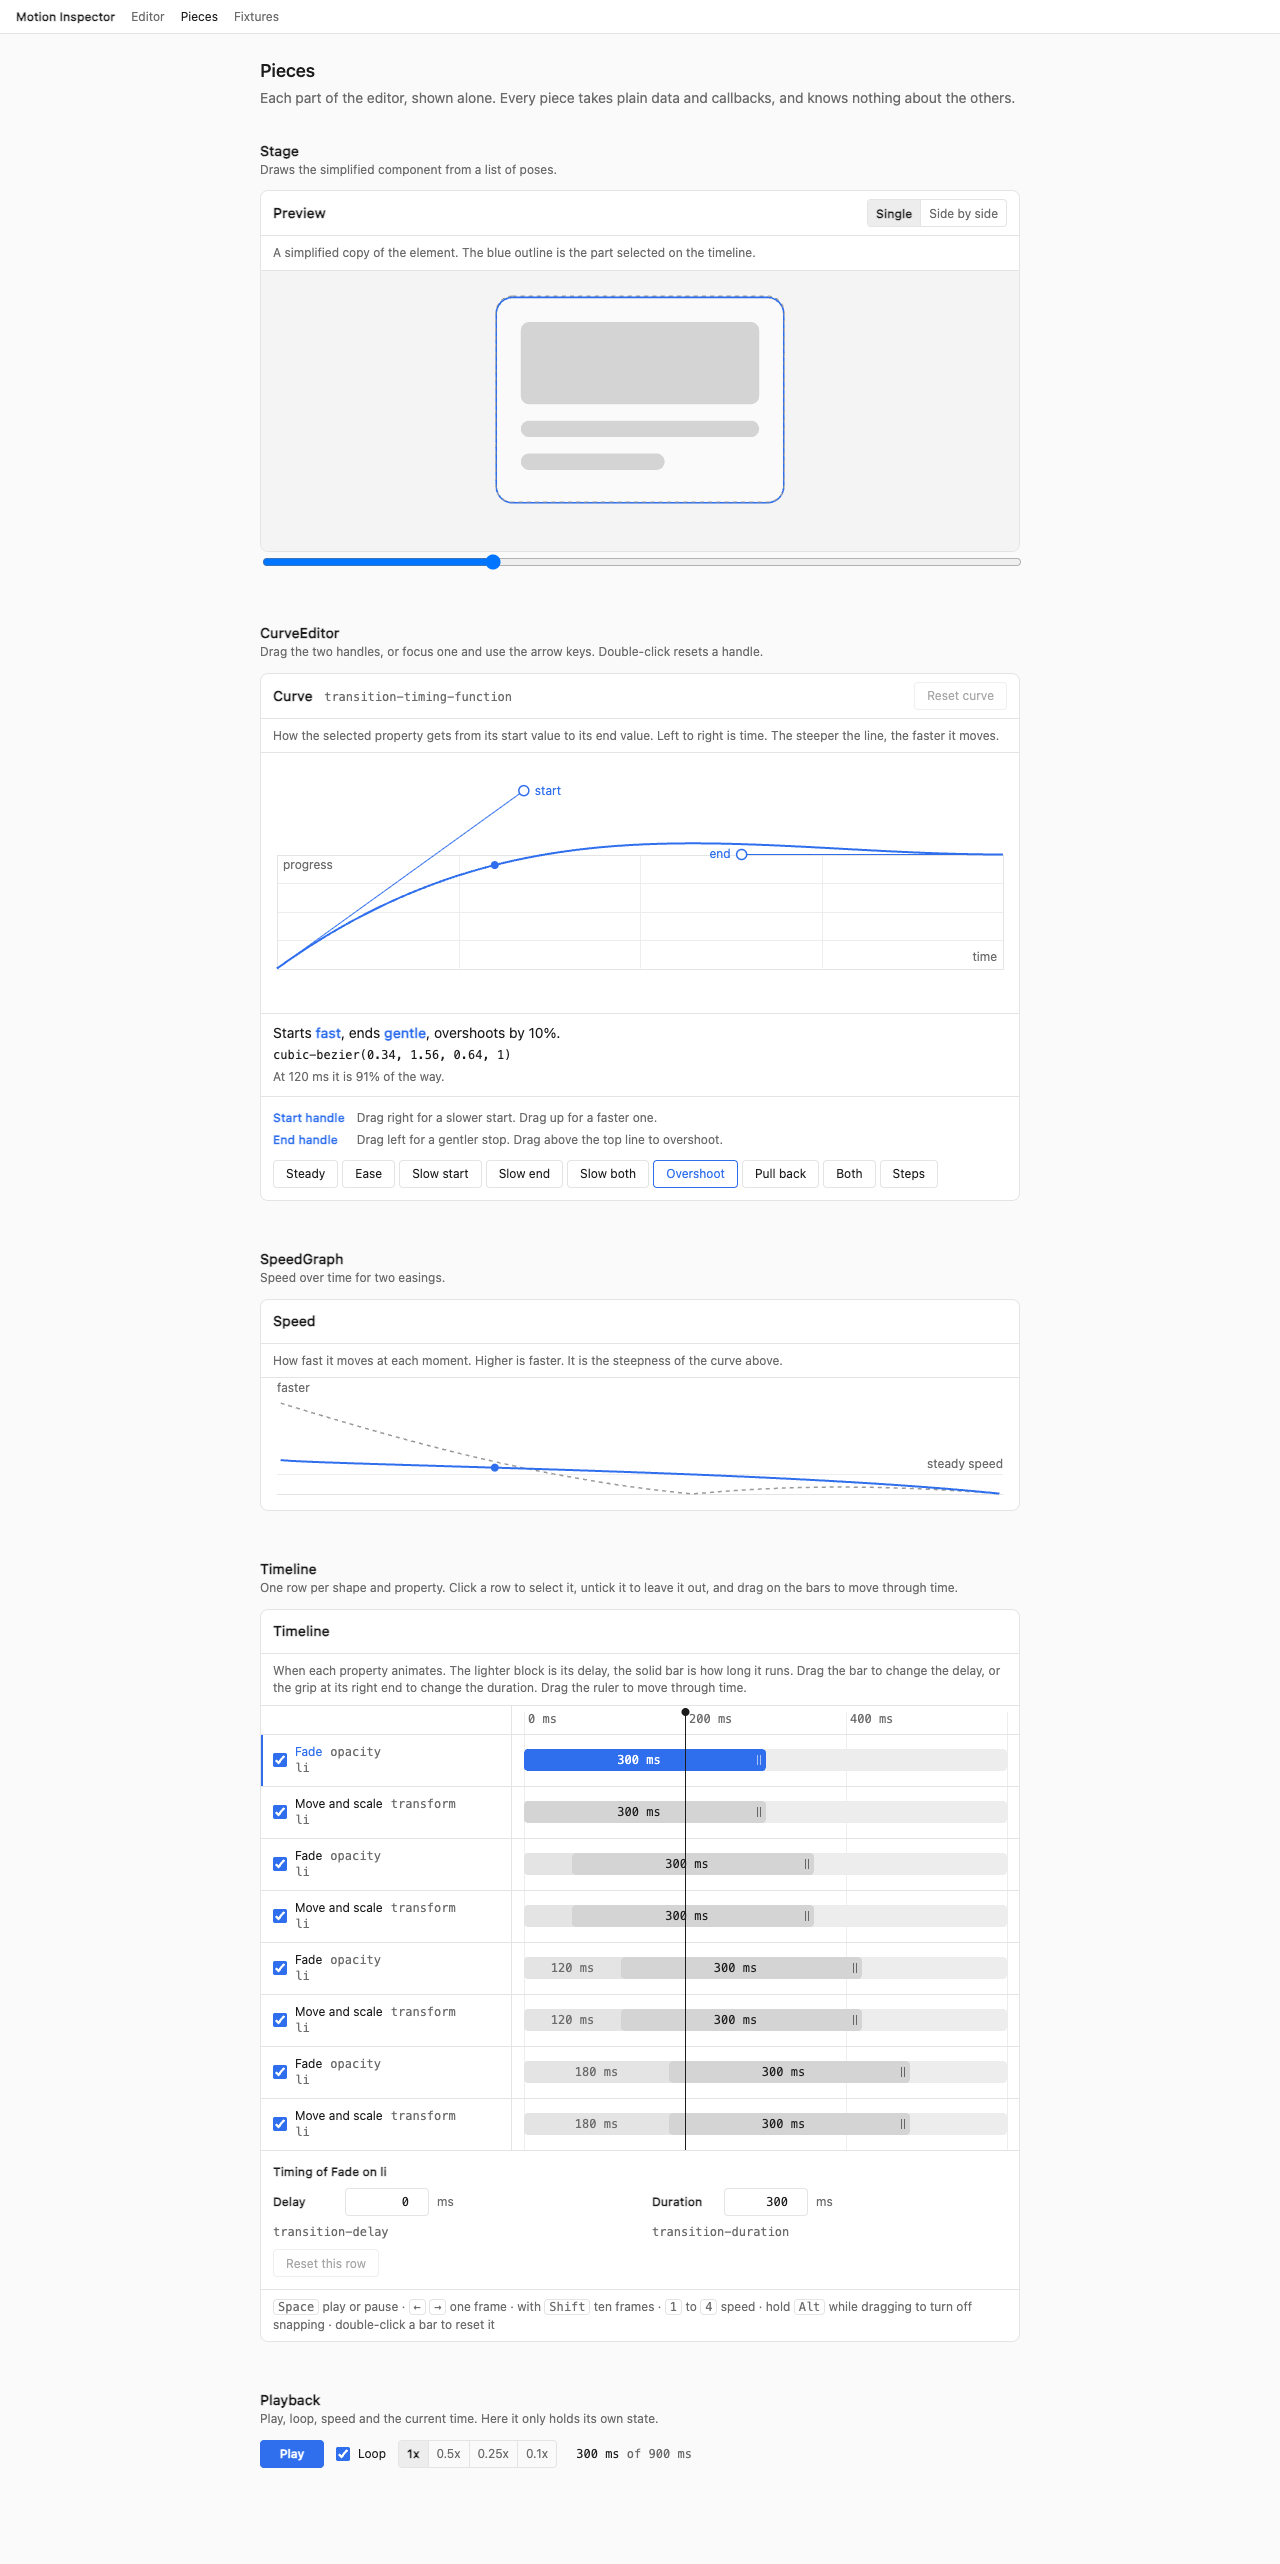 Motion Inspector Editor Pieces Fixtures
Pieces
Each part of the editor, shown alone. Every piece takes plain data and callbacks, and knows nothing about the others.
Stage
Draws the simplified component from a list of poses.
Preview Single Side by side
A simplified copy of the element. The blue outline is the part selected on the timeline.
CurveEditor
Drag the two handles, or focus one and use the arrow keys. Double-click resets a handle.
Curve transition-timing-function Reset curve
How the selected property gets from its start value to its end value. Left to right is time. The steeper the line, the faster it moves.
start
end
progress
time
Starts fast, ends gentle, overshoots by 10%.
cubic-bezier(0.34, 1.56, 0.64, 1)
At 120 ms it is 91% of the way.
Start handle Drag right for a slower start. Drag up for a faster one.
End handle Drag left for a gentler stop. Drag above the top line to overshoot.
Steady Ease Slow start Slow end Slow both Overshoot Pull back Both Steps
SpeedGraph
Speed over time for two easings.
Speed
How fast it moves at each moment. Higher is faster. It is the steepness of the curve above.
faster
steady speed
Timeline
One row per shape and property. Click a row to select it, untick it to leave it out, and drag on the bars to move through time.
Timeline
When each property animates. The lighter block is its delay, the solid bar is how long it runs. Drag the bar to change the delay, or
the grip at its right end to change the duration. Drag the ruler to move through time.
0 ms 200 ms 400 ms
Fade opacity 300 ms
li
Move and scale transform 300 ms
li
Fade opacity 300 ms
li
Move and scale transform 300 ms
li
Fade opacity 120 ms 300 ms
li
Move and scale transform 120 ms 300 ms
li
Fade opacity 180 ms 300 ms
li
Move and scale transform 180 ms 300 ms
li
Timing of Fade on li
Delay 0 ms Duration 300 ms
transition-delay transition-duration
Reset this row
Space play or pause · ← → one frame · with Shift ten frames · 1 to 4 speed · hold Alt while dragging to turn off
snapping · double-click a bar to reset it
Playback
Play, loop, speed and the current time. Here it only holds its own state.
Play Loop 1x 0.5x 0.25x 0.1x 300 ms of 900 ms